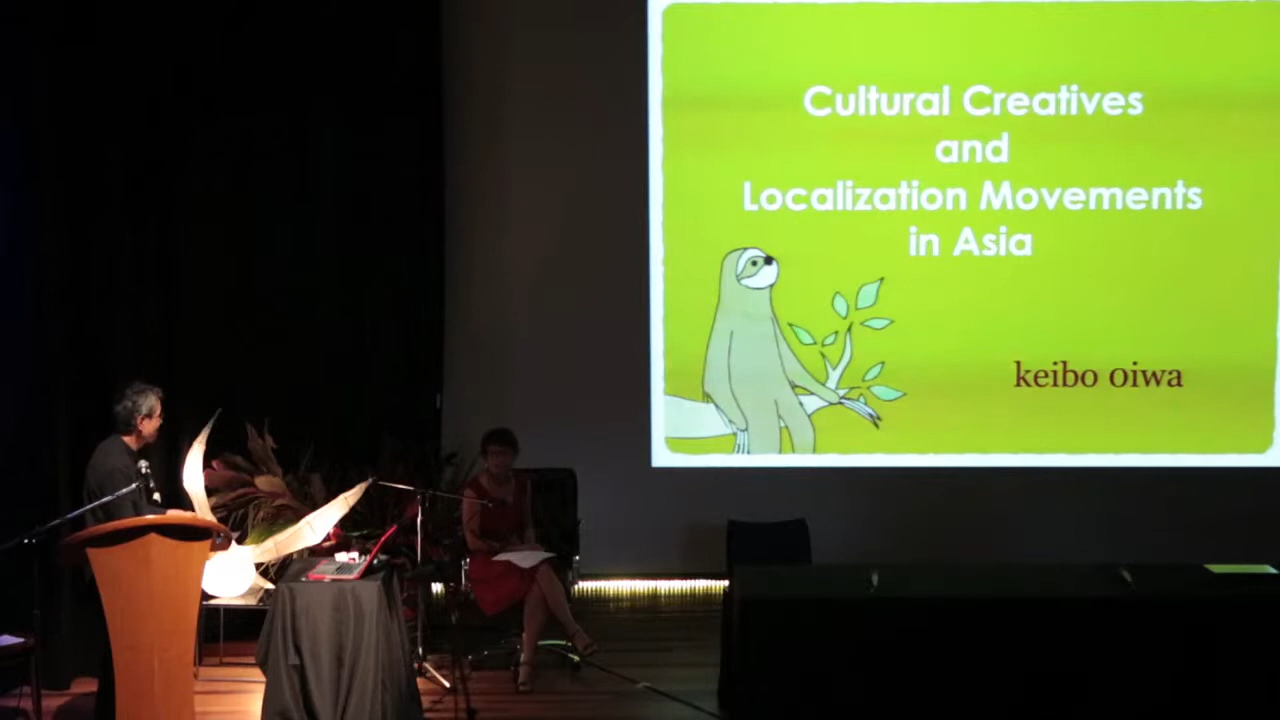 Cultural Creatives
and
Localization Movements
in Asia
keibo oiwa